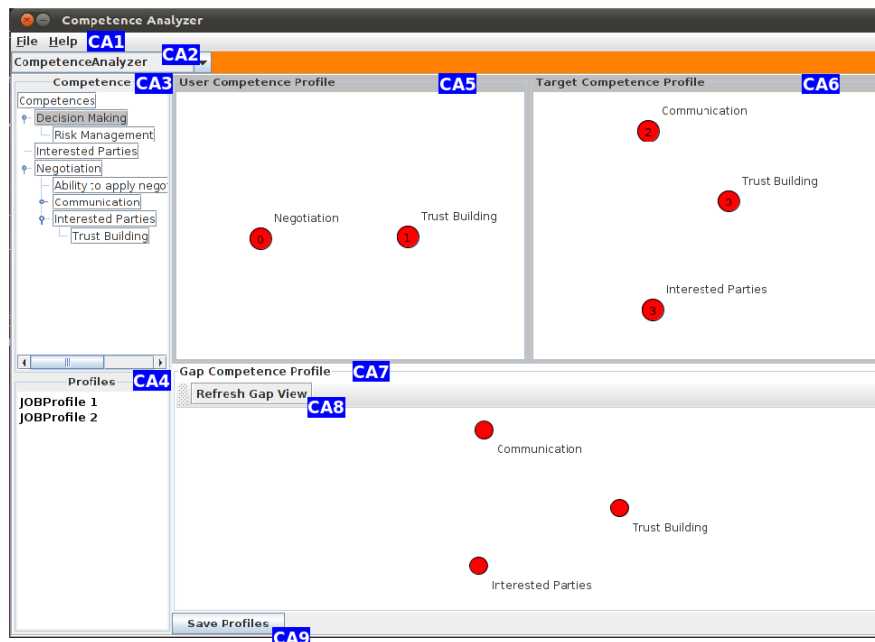 Competence Analyzer
File Help CA1
CompetenceAnalyzer CA2
Competence CA3
Competences
Decision Making
Risk Management
Interested Parties
Negotiation
Ability to apply nego
Communication
Interested Parties
Trust Building
Profiles CA4
JOBProfile 1
JOBProfile 2
User Competence Profile CA5
Negotiation
0
Trust Building
1
Target Competence Profile CA6
Communication
2
Trust Building
3
Interested Parties
3
Gap Competence Profile CA7
Refresh Gap View
CA8
Communication
Trust Building
Interested Parties
Save Profiles
CA9